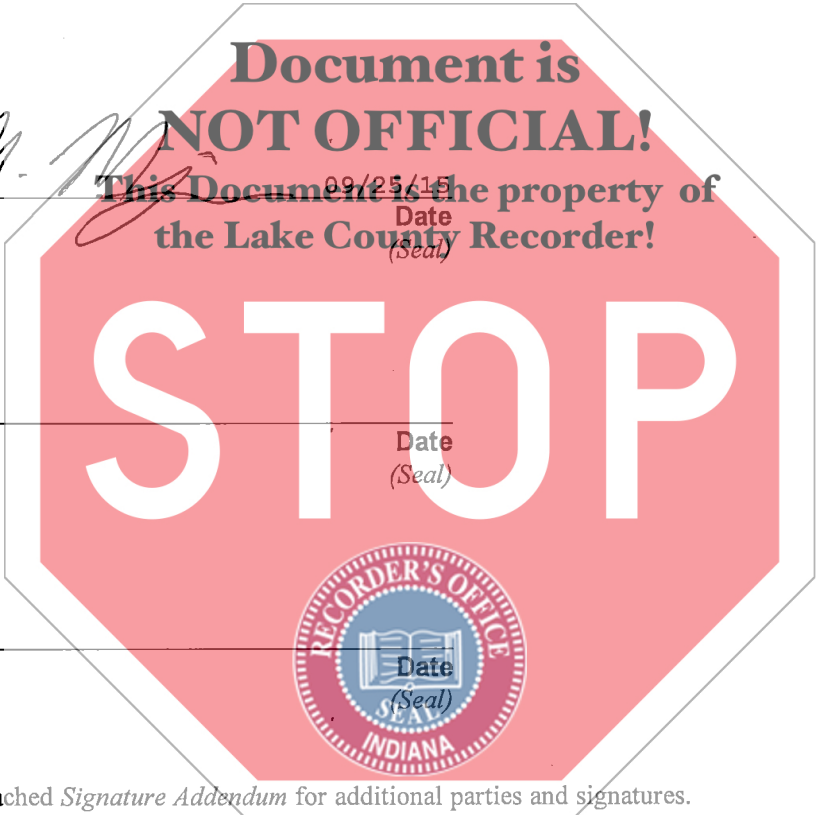 Document is
NOT OFFICIAL!
This Document is the property of
09/25/15
Date
the Lake County Recorder!
(Seal)
STOP
Date
(Seal)
RECORDER'S OFFICE
Date
(Seal)
SEAL
INDIANA
Signature Addendum for additional parties and signatures.